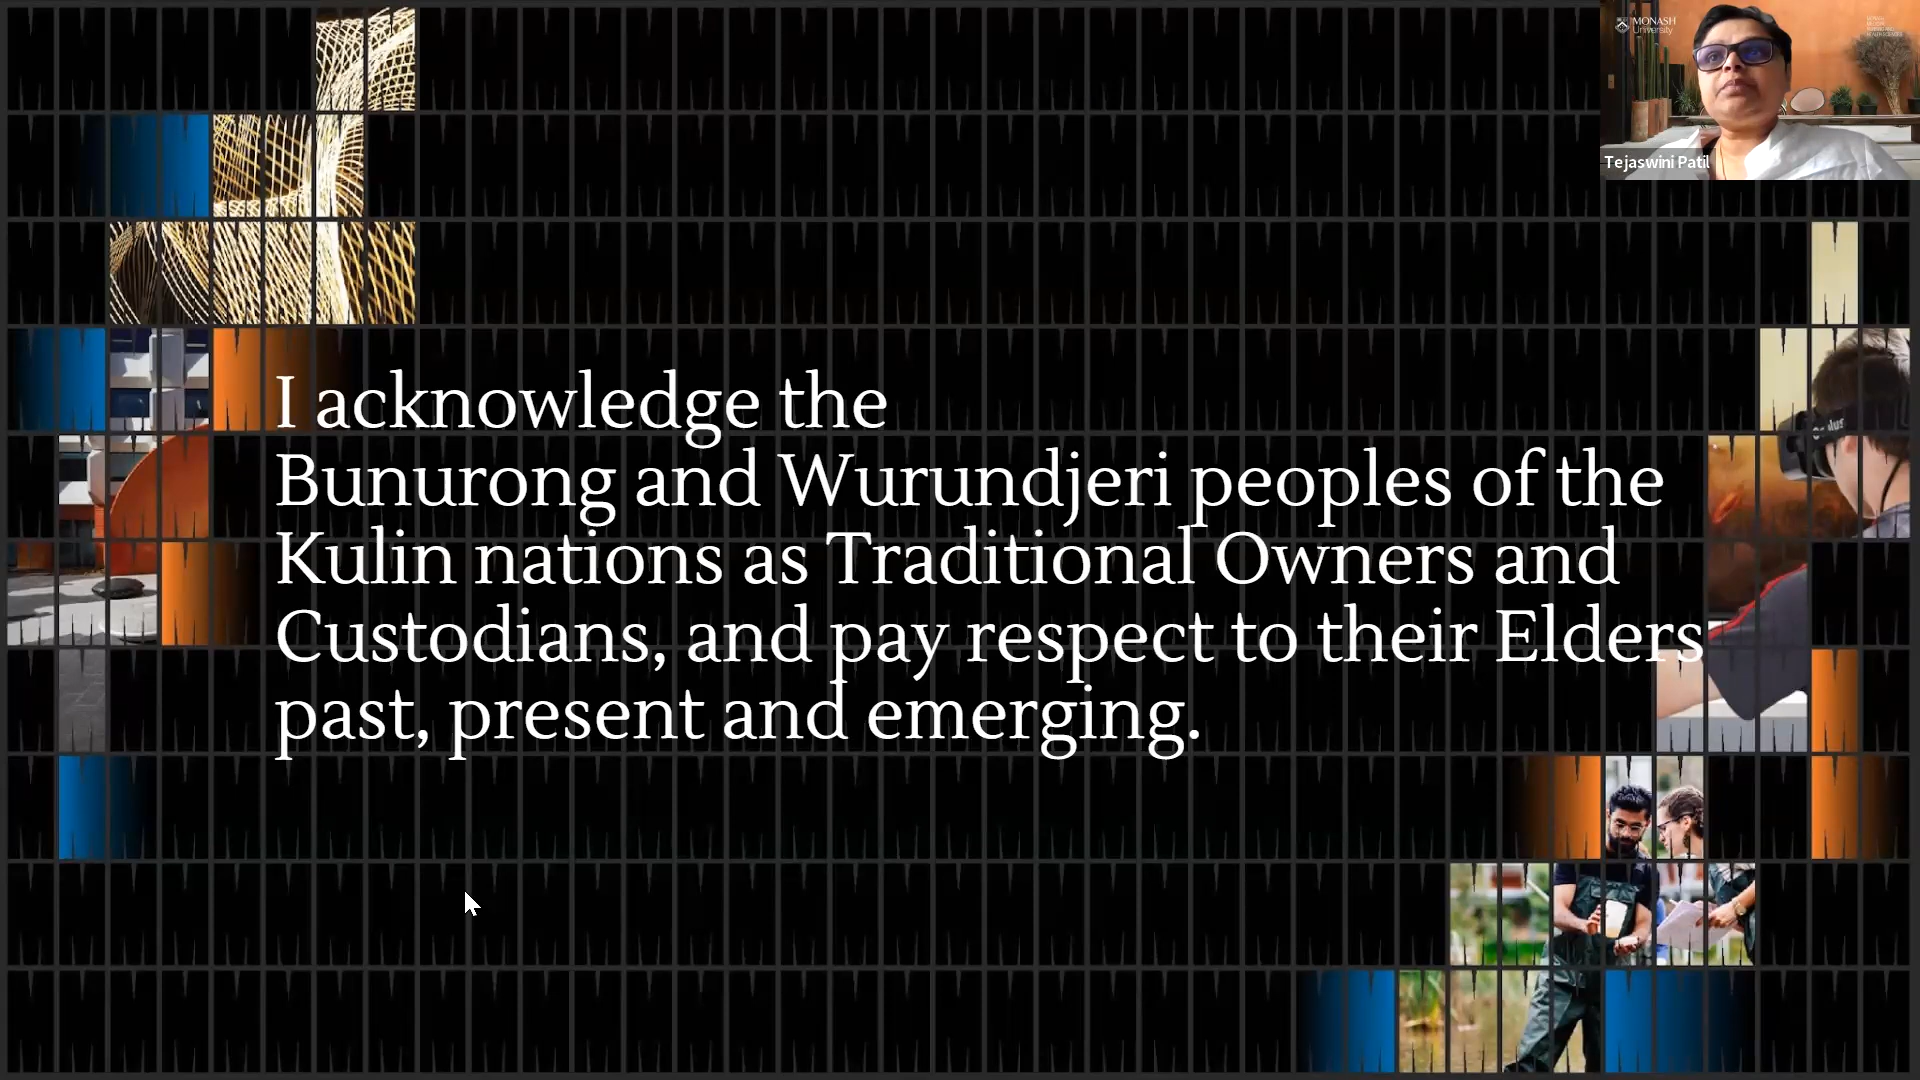 MONASH
University
Tejaswini Patil
I acknowledge the
Bunurong and Wurundjeri peoples of the
Kulin nations as Traditional Owners and
Custodians, and pay respect to their Elders
past, present and emerging.